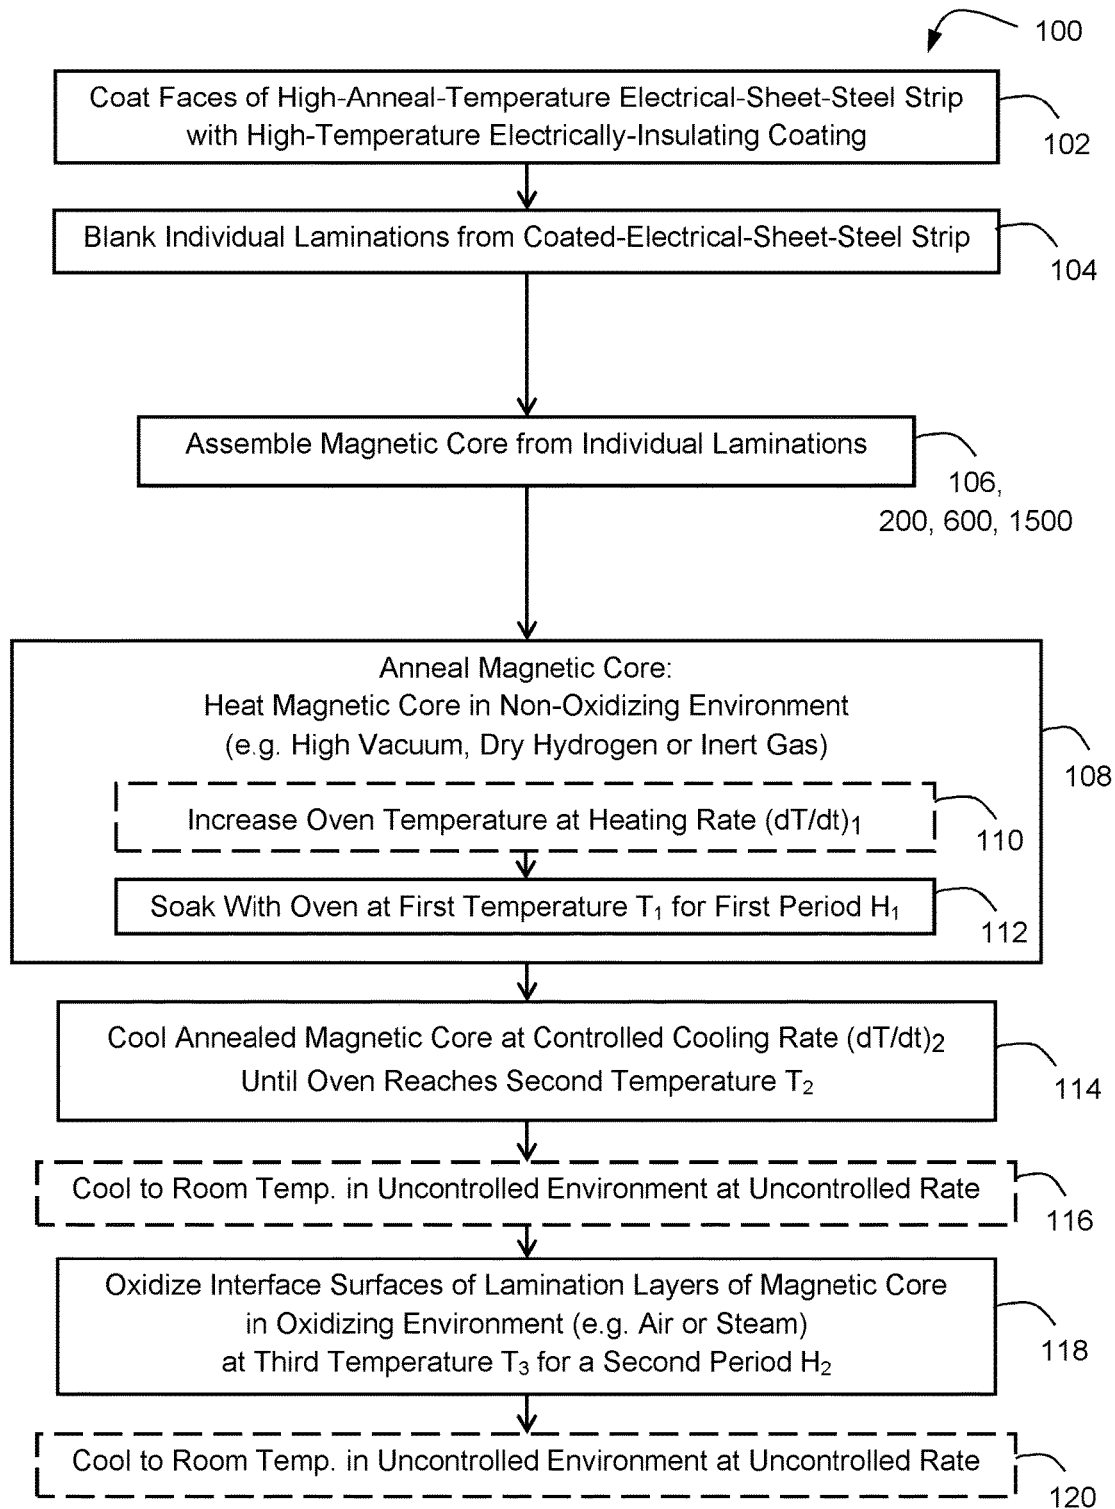 100
Coat Faces of High-Anneal-Temperature Electrical-Sheet-Steel Strip
with High-Temperature Electrically-Insulating Coating
102
Blank Individual Laminations from Coated-Electrical-Sheet-Steel Strip
104
Assemble Magnetic Core from Individual Laminations
106,
200, 600, 1500
Anneal Magnetic Core:
Heat Magnetic Core in Non-Oxidizing Environment
(e.g. High Vacuum, Dry Hydrogen or Inert Gas)
108
Increase Oven Temperature at Heating Rate (dT/dt)1
110
Soak With Oven at First Temperature T1 for First Period H1
112
Cool Annealed Magnetic Core at Controlled Cooling Rate (dT/dt)2
Until Oven Reaches Second Temperature T2
114
Cool to Room Temp. in Uncontrolled Environment at Uncontrolled Rate
116
Oxidize Interface Surfaces of Lamination Layers of Magnetic Core
in Oxidizing Environment (e.g. Air or Steam)
at Third Temperature T3 for a Second Period H2
118
Cool to Room Temp. in Uncontrolled Environment at Uncontrolled Rate
120